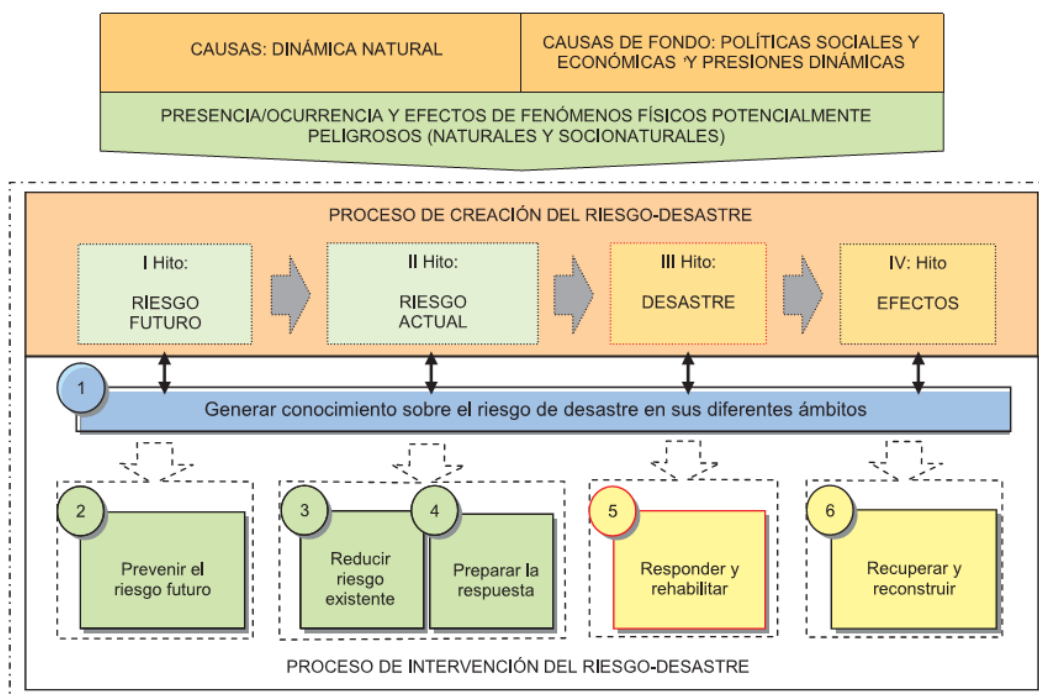 CAUSAS: DINÁMICA NATURAL
CAUSAS DE FONDO: POLÍTICAS SOCIALES Y
ECONÓMICAS 'Y PRESIONES DINÁMICAS
PRESENCIA/OCURRENCIA Y EFECTOS DE FENÓMENOS FÍSICOS POTENCIALMENTE
PELIGROSOS (NATURALES Y SOCIONATURALES)
PROCESO DE CREACIÓN DEL RIESGO-DESASTRE
I Hito:
RIESGO
FUTURO
II Hito:
RIESGO
ACTUAL
III Hito:
DESASTRE
IV: Hito
EFECTOS
1
Generar conocimiento sobre el riesgo de desastre en sus diferentes ámbitos
2
Prevenir el
riesgo futuro
3
Reducir
riesgo
existente
4
Preparar la
respuesta
5
Responder y
rehabilitar
6
Recuperar y
reconstruir
PROCESO DE INTERVENCIÓN DEL RIESGO-DESASTRE